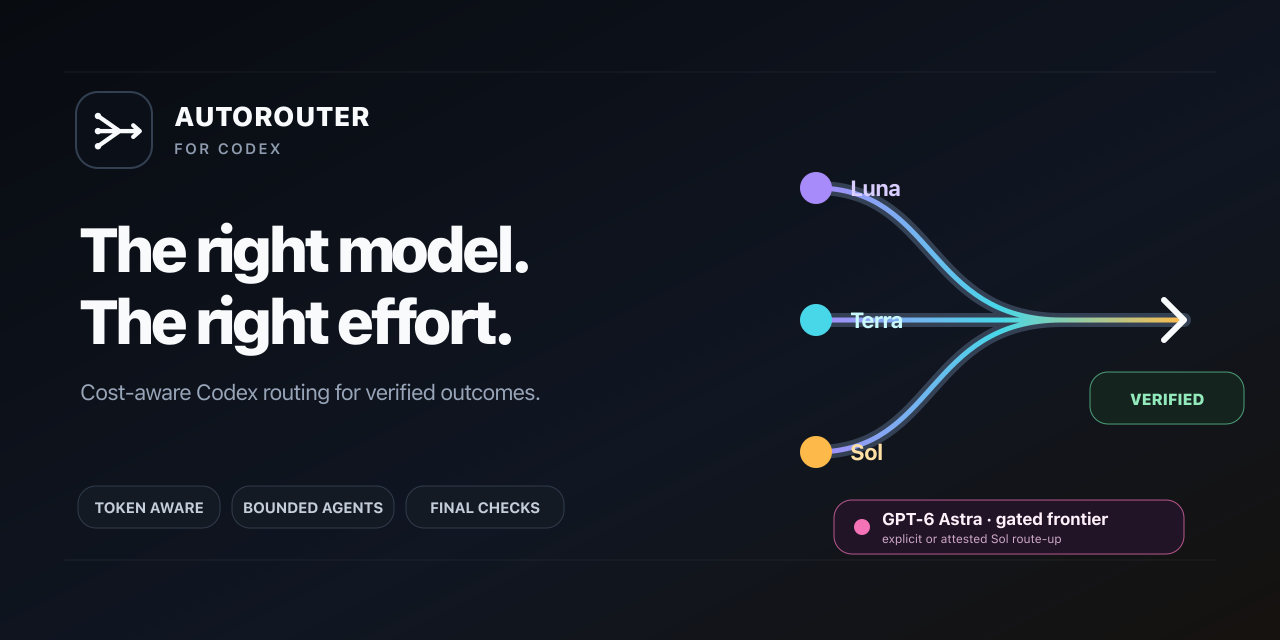 AUTOROUTER
FOR CODEX
The right model.
The right effort.
Cost-aware Codex routing for verified outcomes.
TOKEN AWARE
BOUNDED AGENTS
FINAL CHECKS
Luna
Terra
Sol
VERIFIED
GPT-6 Astra · gated frontier
explicit or attested Sol route-up